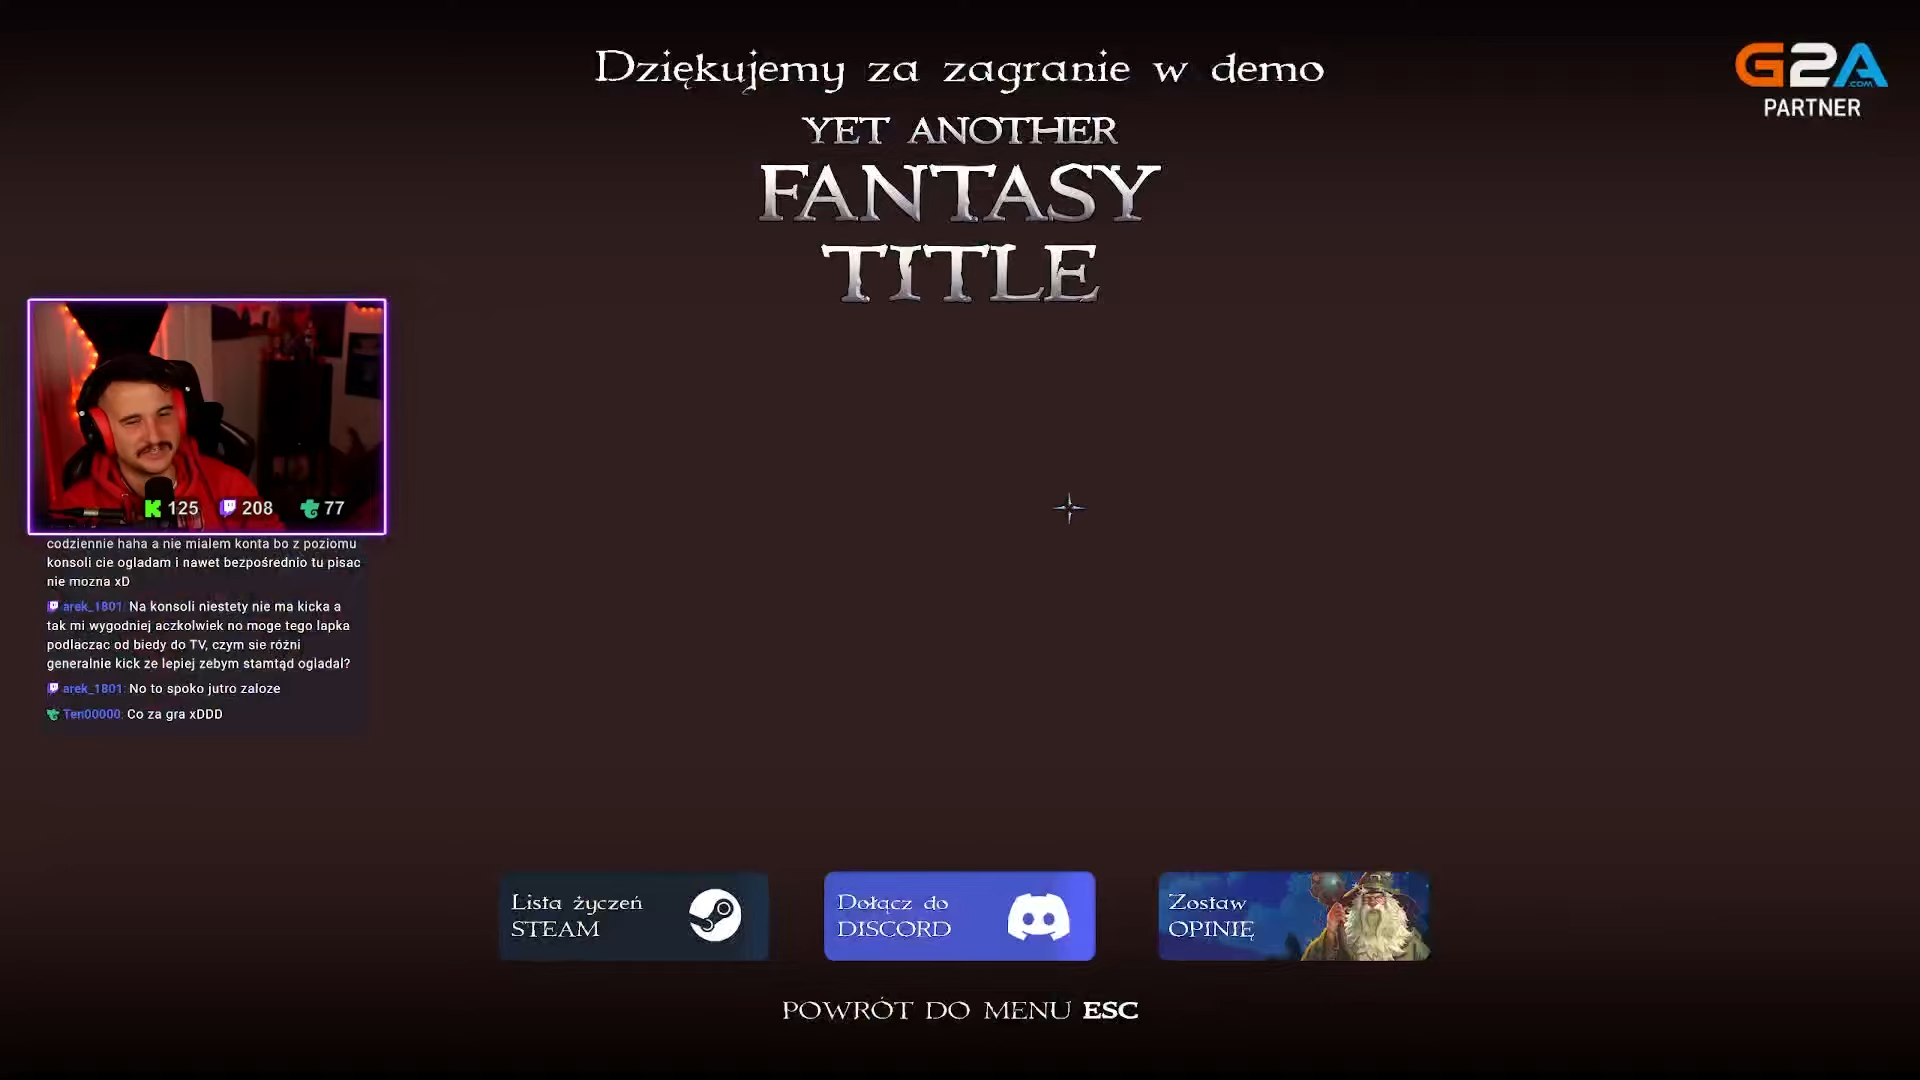 Dziękujemy za zagranie w demo
YET ANOTHER
FANTASY
TITLE
G2A
.COM
PARTNER
125 208 77
codziennie haha a nie mialem konta bo z poziomu
konsoli cie ogladam i nawet bezpośrednio tu pisac
nie mozna xD
arek_1801: Na konsoli niestety nie ma kicka a
tak mi wygodniej aczkolwiek no moge tego lapka
podlaczac od biedy do TV, czym sie różni
generalnie kick ze lepiej zebym stamtąd ogladal?
arek_1801: No to spoko jutro zaloze
Ten00000: Co za gra xDDD
Lista życzeń
STEAM
Dołącz do
DISCORD
Zostaw
OPINIĘ
POWRÓT DO MENU ESC